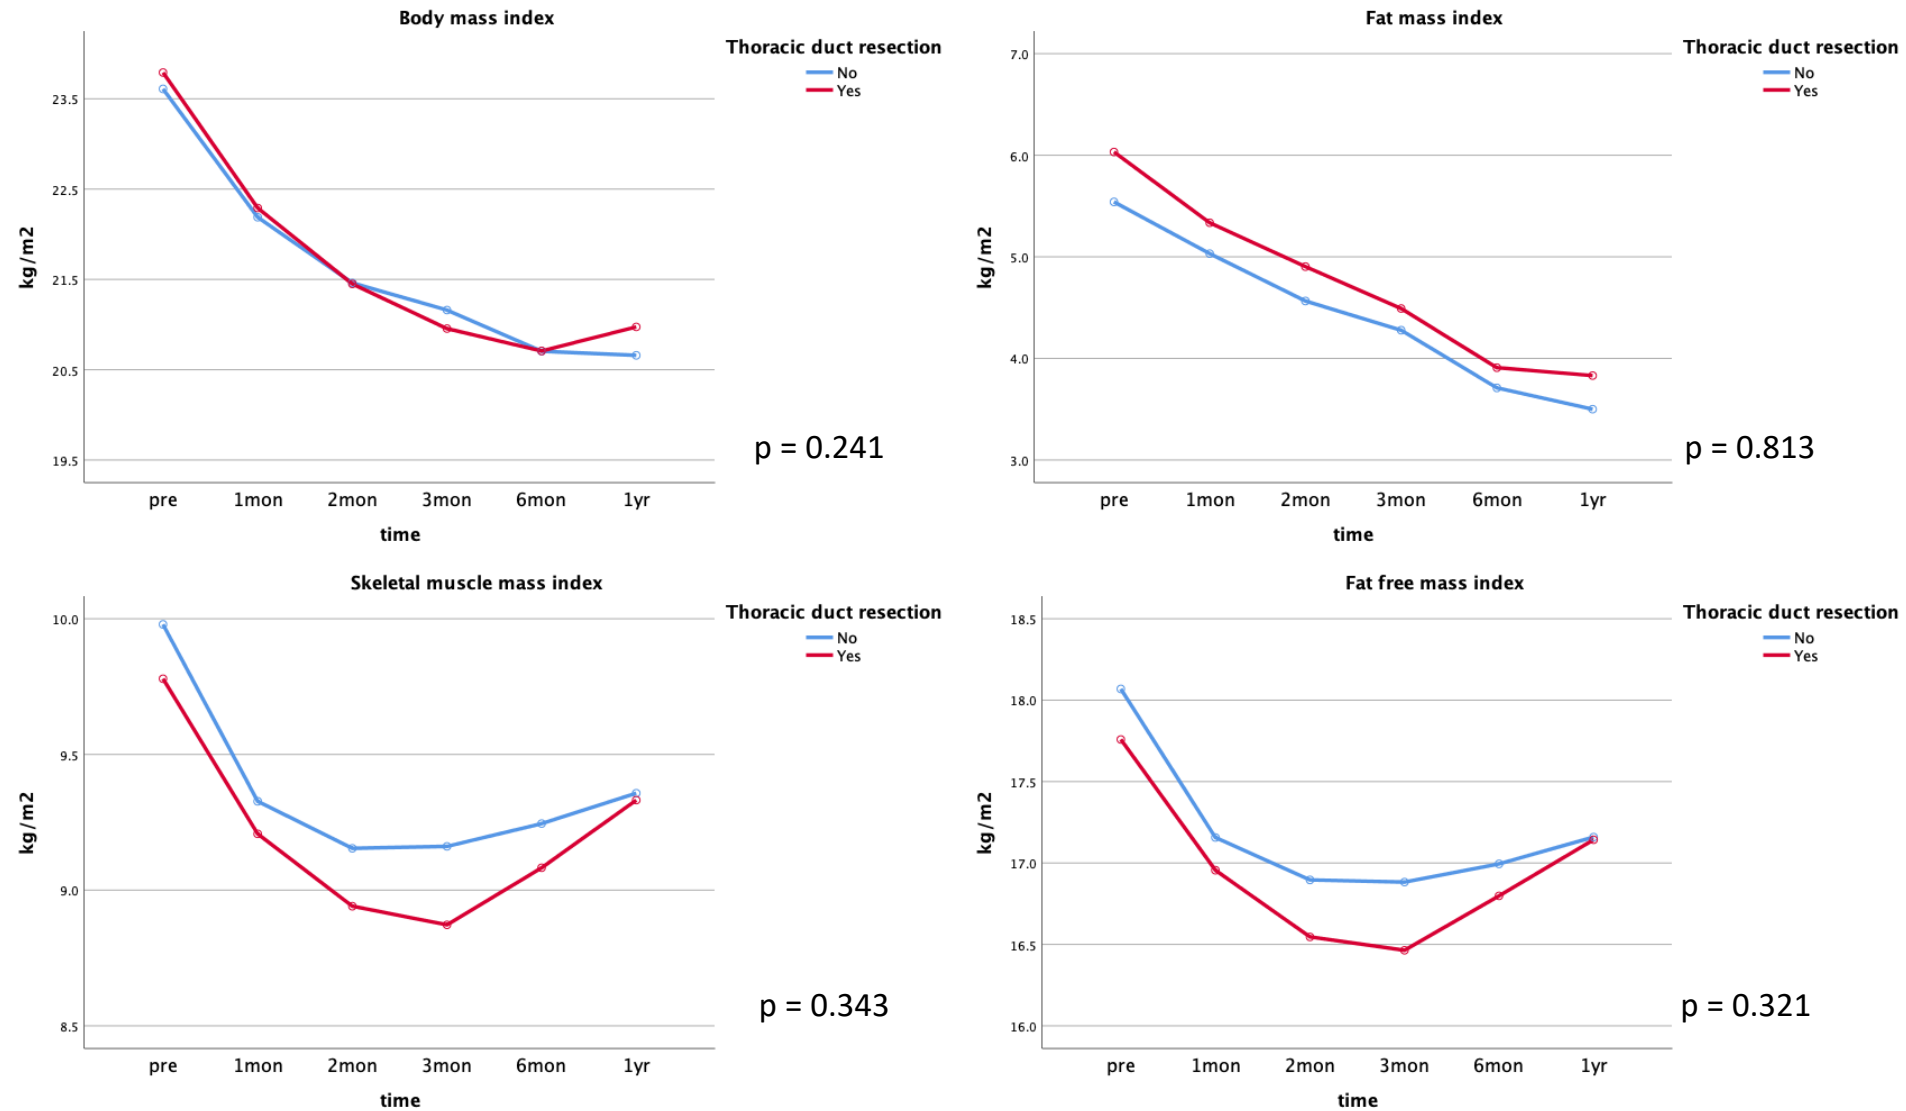 Body mass index
Thoracic duct resection
No
Yes
kg/m2
23.5
22.5
21.5
20.5
19.5
pre 1mon 2mon 3mon 6mon 1yr
time
p = 0.241
Fat mass index
Thoracic duct resection
No
Yes
kg/m2
7.0
6.0
5.0
4.0
3.0
pre 1mon 2mon 3mon 6mon 1yr
time
p = 0.813
Skeletal muscle mass index
Thoracic duct resection
No
Yes
kg/m2
10.0
9.5
9.0
8.5
pre 1mon 2mon 3mon 6mon 1yr
time
p = 0.343
Fat free mass index
Thoracic duct resection
No
Yes
kg/m2
18.5
18.0
17.5
17.0
16.5
16.0
pre 1mon 2mon 3mon 6mon 1yr
time
p = 0.321